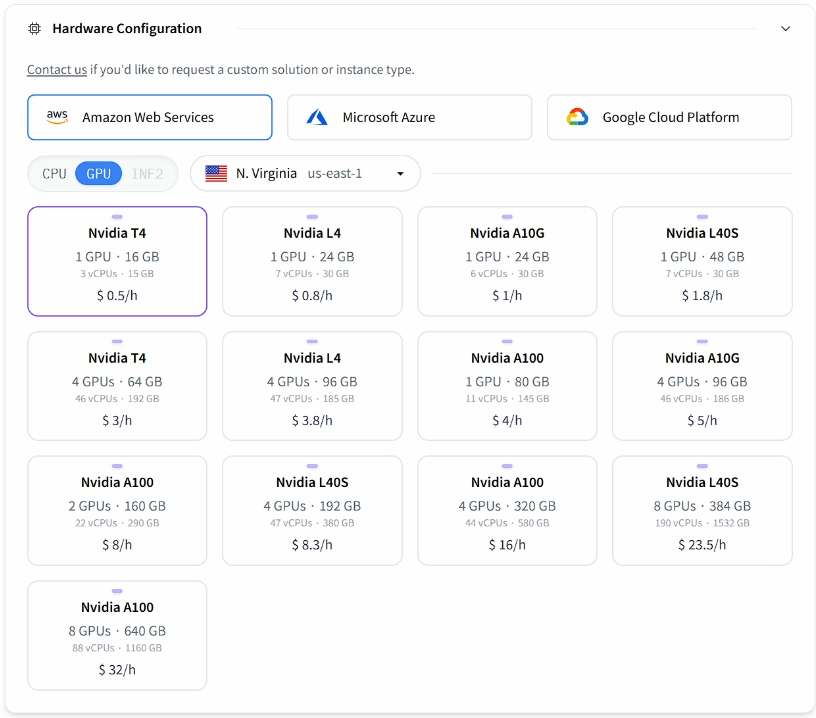 Hardware Configuration
Contact us if you'd like to request a custom solution or instance type.
aws Amazon Web Services
Microsoft Azure
Google Cloud Platform
CPU GPU INF2
N. Virginia us-east-1
Nvidia T4
1 GPU · 16 GB
3 vCPUs · 15 GB
$ 0.5/h
Nvidia L4
1 GPU · 24 GB
7 vCPUs · 30 GB
$ 0.8/h
Nvidia A10G
1 GPU · 24 GB
6 vCPUs · 30 GB
$ 1/h
Nvidia L40S
1 GPU · 48 GB
7 vCPUs · 30 GB
$ 1.8/h
Nvidia T4
4 GPUs · 64 GB
46 vCPUs · 192 GB
$ 3/h
Nvidia L4
4 GPUs · 96 GB
47 vCPUs · 185 GB
$ 3.8/h
Nvidia A100
1 GPU · 80 GB
11 vCPUs · 145 GB
$ 4/h
Nvidia A10G
4 GPUs · 96 GB
46 vCPUs · 186 GB
$ 5/h
Nvidia A100
2 GPUs · 160 GB
22 vCPUs · 290 GB
$ 8/h
Nvidia L40S
4 GPUs · 192 GB
47 vCPUs · 380 GB
$ 8.3/h
Nvidia A100
4 GPUs · 320 GB
44 vCPUs · 580 GB
$ 16/h
Nvidia L40S
8 GPUs · 384 GB
190 vCPUs · 1532 GB
$ 23.5/h
Nvidia A100
8 GPUs · 640 GB
88 vCPUs · 1160 GB
$ 32/h